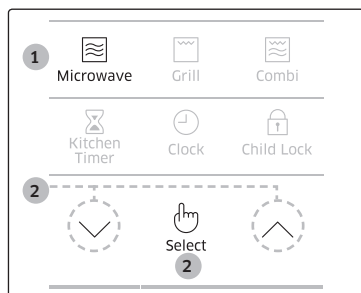 1
Microwave Grill Combi
Kitchen
Timer Clock Child Lock
2
Select
2